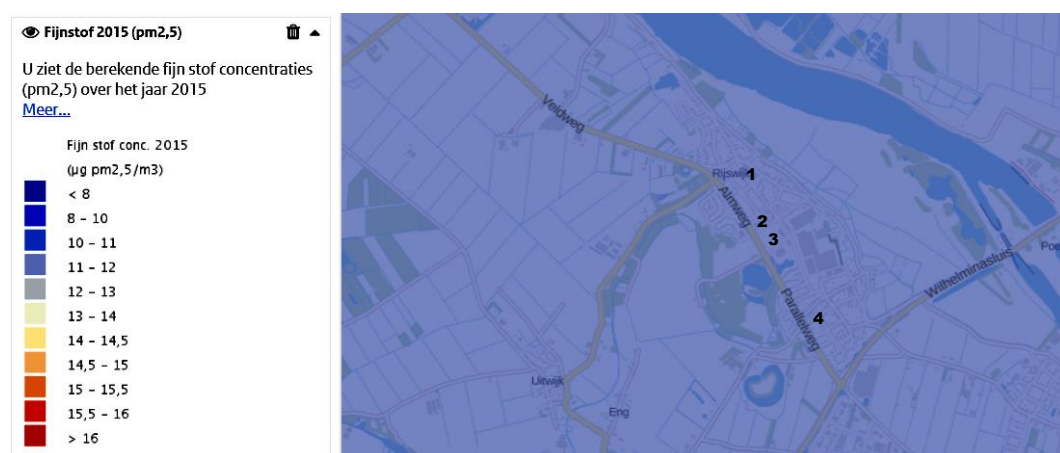 Fijnstof 2015 (pm2,5)
U ziet de berekende fijn stof concentraties
(pm2,5) over het jaar 2015
Meer...
Fijn stof conc. 2015
(µg pm2,5/m3)
< 8
8 - 10
10 - 11
11 - 12
12 - 13
13 - 14
14 - 14,5
14,5 - 15
15 - 15,5
15,5 - 16
> 16
Veldweg
Rijswijk
1
Almweg
2
3
Poe
Wilhelminasluis
Parallelweg
4
Uitwijk
Eng